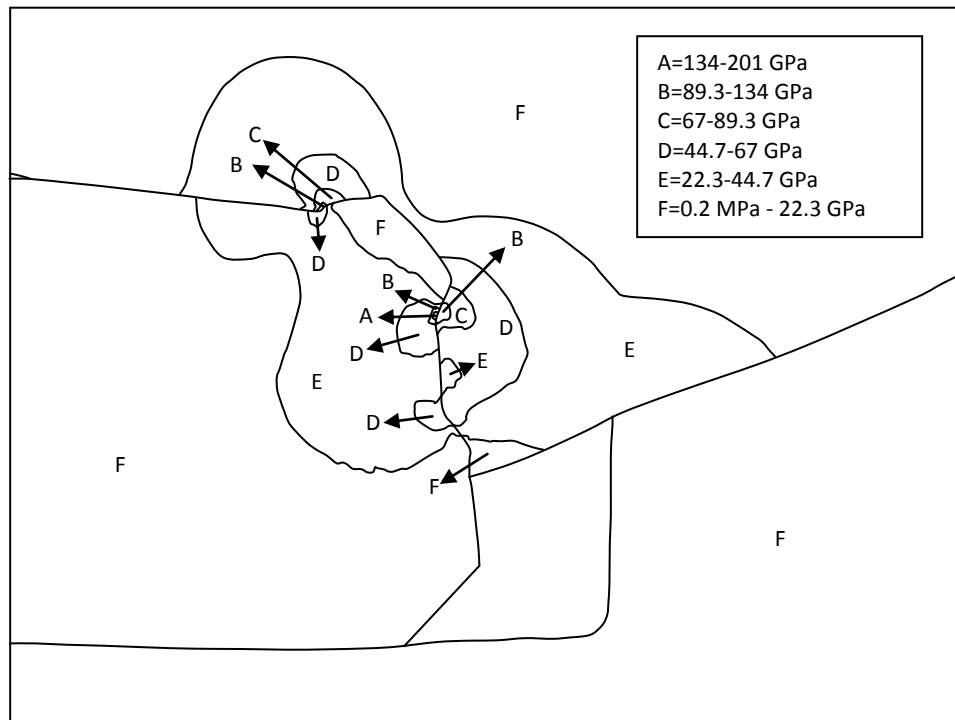 A=134-201 GPa
B=89.3-134 GPa
C=67-89.3 GPa
D=44.7-67 GPa
E=22.3-44.7 GPa
F=0.2 MPa - 22.3 GPa
F
C
B
D
F
D
B
B
A
C
D
D
E
E
E
D
F
F
F